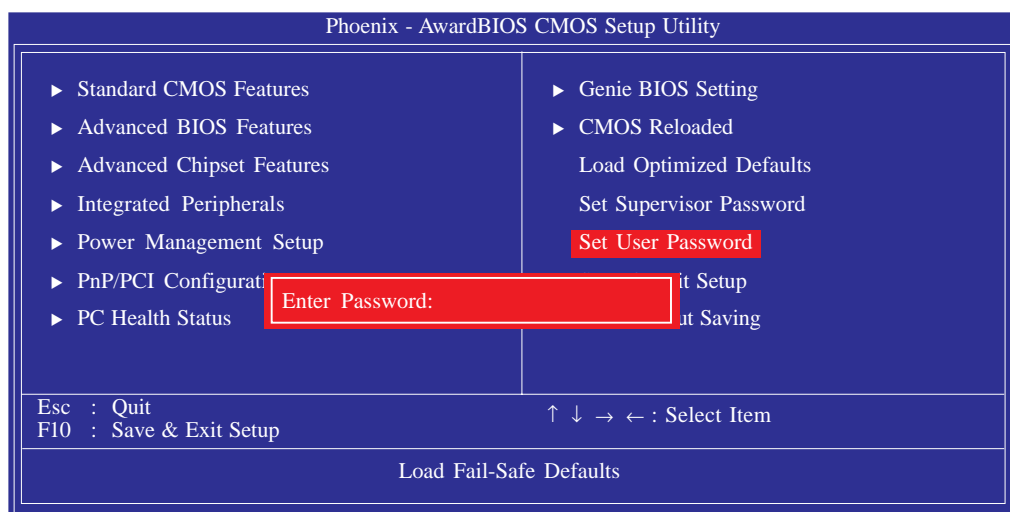 Phoenix - AwardBIOS CMOS Setup Utility
► Standard CMOS Features
► Advanced BIOS Features
► Advanced Chipset Features
► Integrated Peripherals
► Power Management Setup
► PnP/PCI Configurati
► PC Health Status
► Genie BIOS Setting
► CMOS Reloaded
Load Optimized Defaults
Set Supervisor Password
Set User Password
it Setup
ut Saving
Enter Password:
Esc : Quit
F10 : Save & Exit Setup
↑ ↓ → ← : Select Item
Load Fail-Safe Defaults